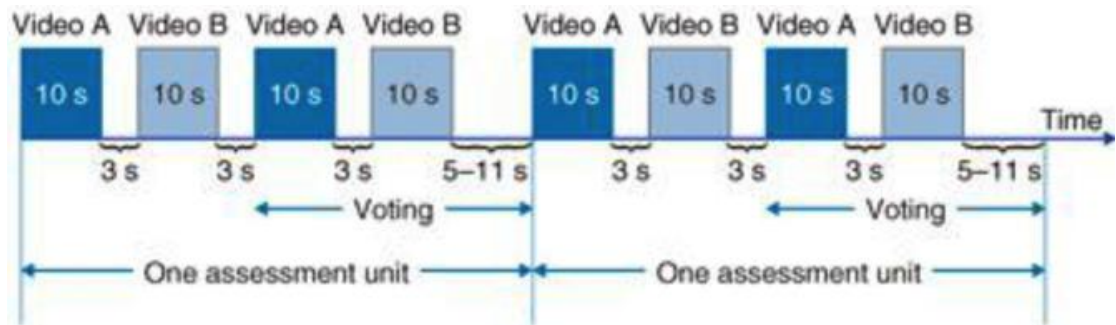 Video A Video B Video A Video B Video A Video B Video A Video B
10 s 10 s 10 s 10 s 10 s 10 s 10 s 10 s
Time
3 s 3 s 3 s 5–11 s 3 s 3 s 3 s 5–11 s
Voting Voting
One assessment unit One assessment unit